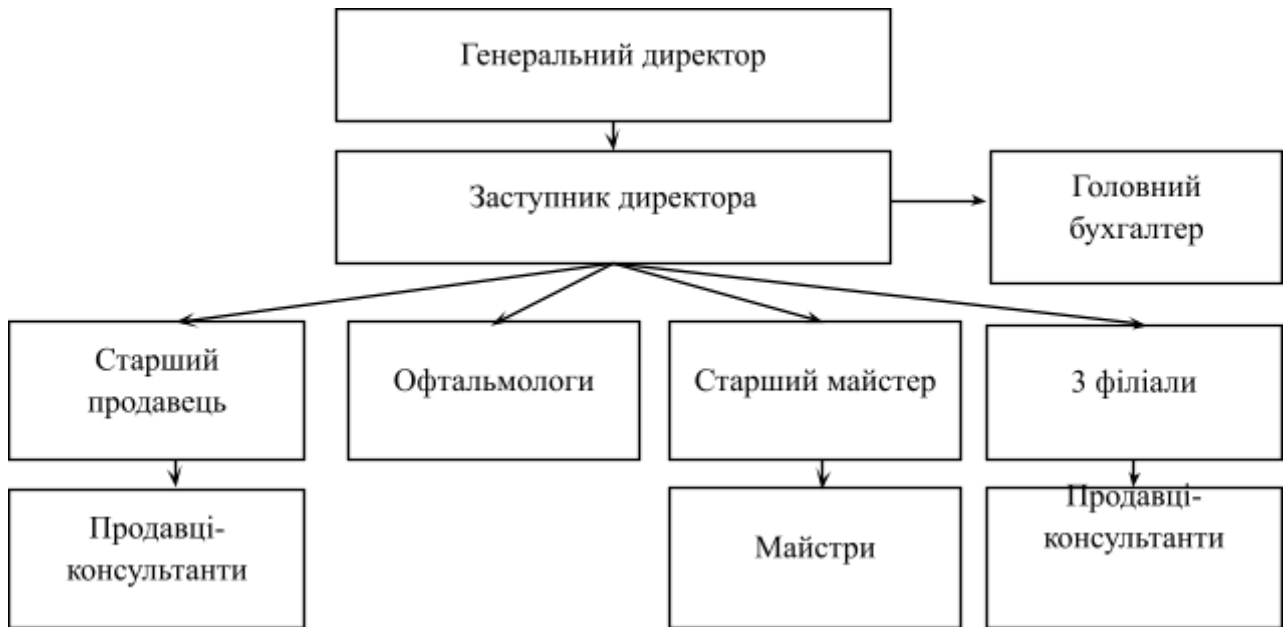 Генеральний директор
Заступник директора
Головний
бухгалтер
Старший
продавець
Офтальмологи
Старший майстер
3 філіали
Продавці-
консультанти
Майстри
Продавці-
консультанти